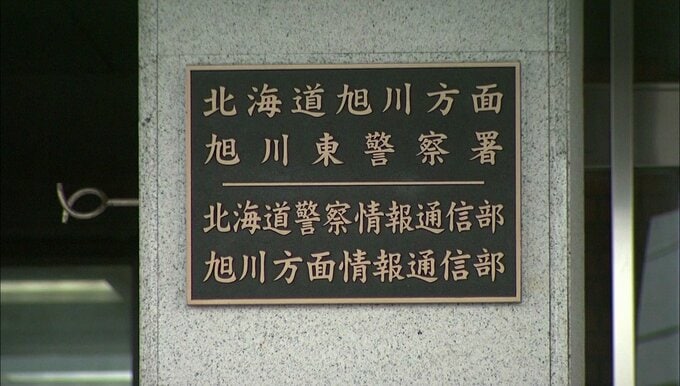 北海道旭川方面
旭川東警察署
北海道警察情報通信部
旭川方面情報通信部